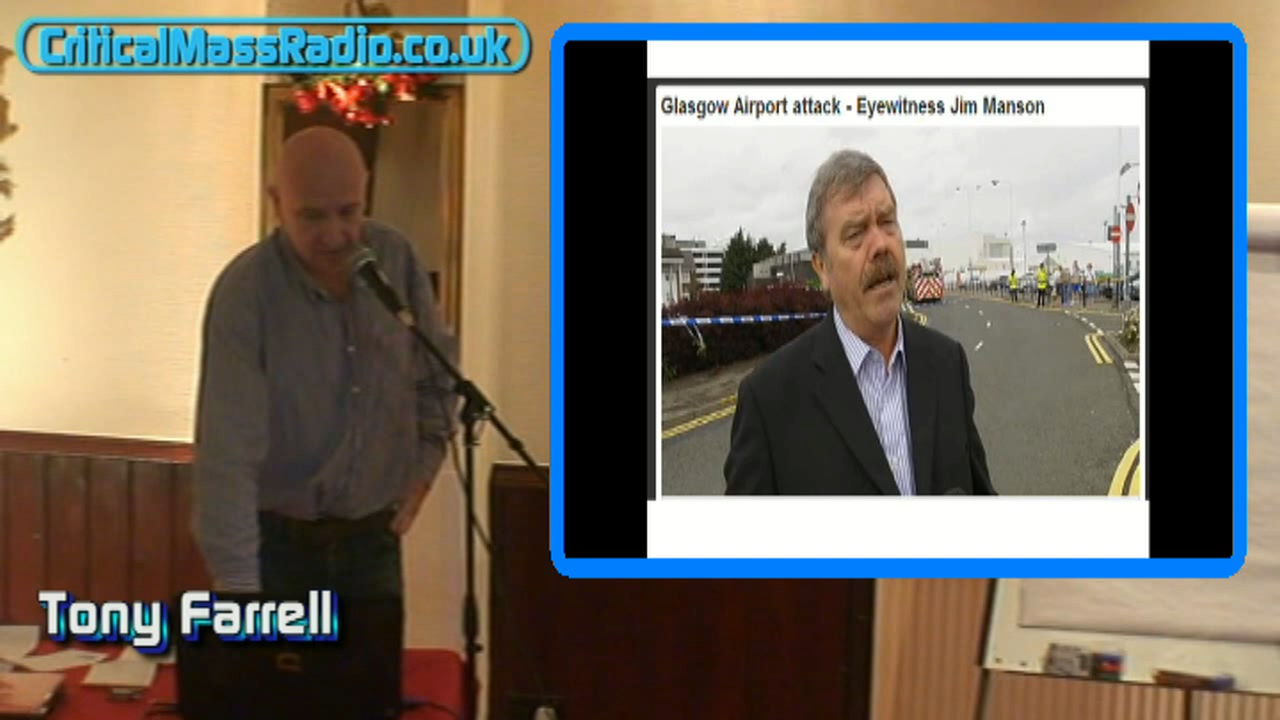 CriticalMassRadio.co.uk
Glasgow Airport attack - Eyewitness Jim Manson
Tony Farrell